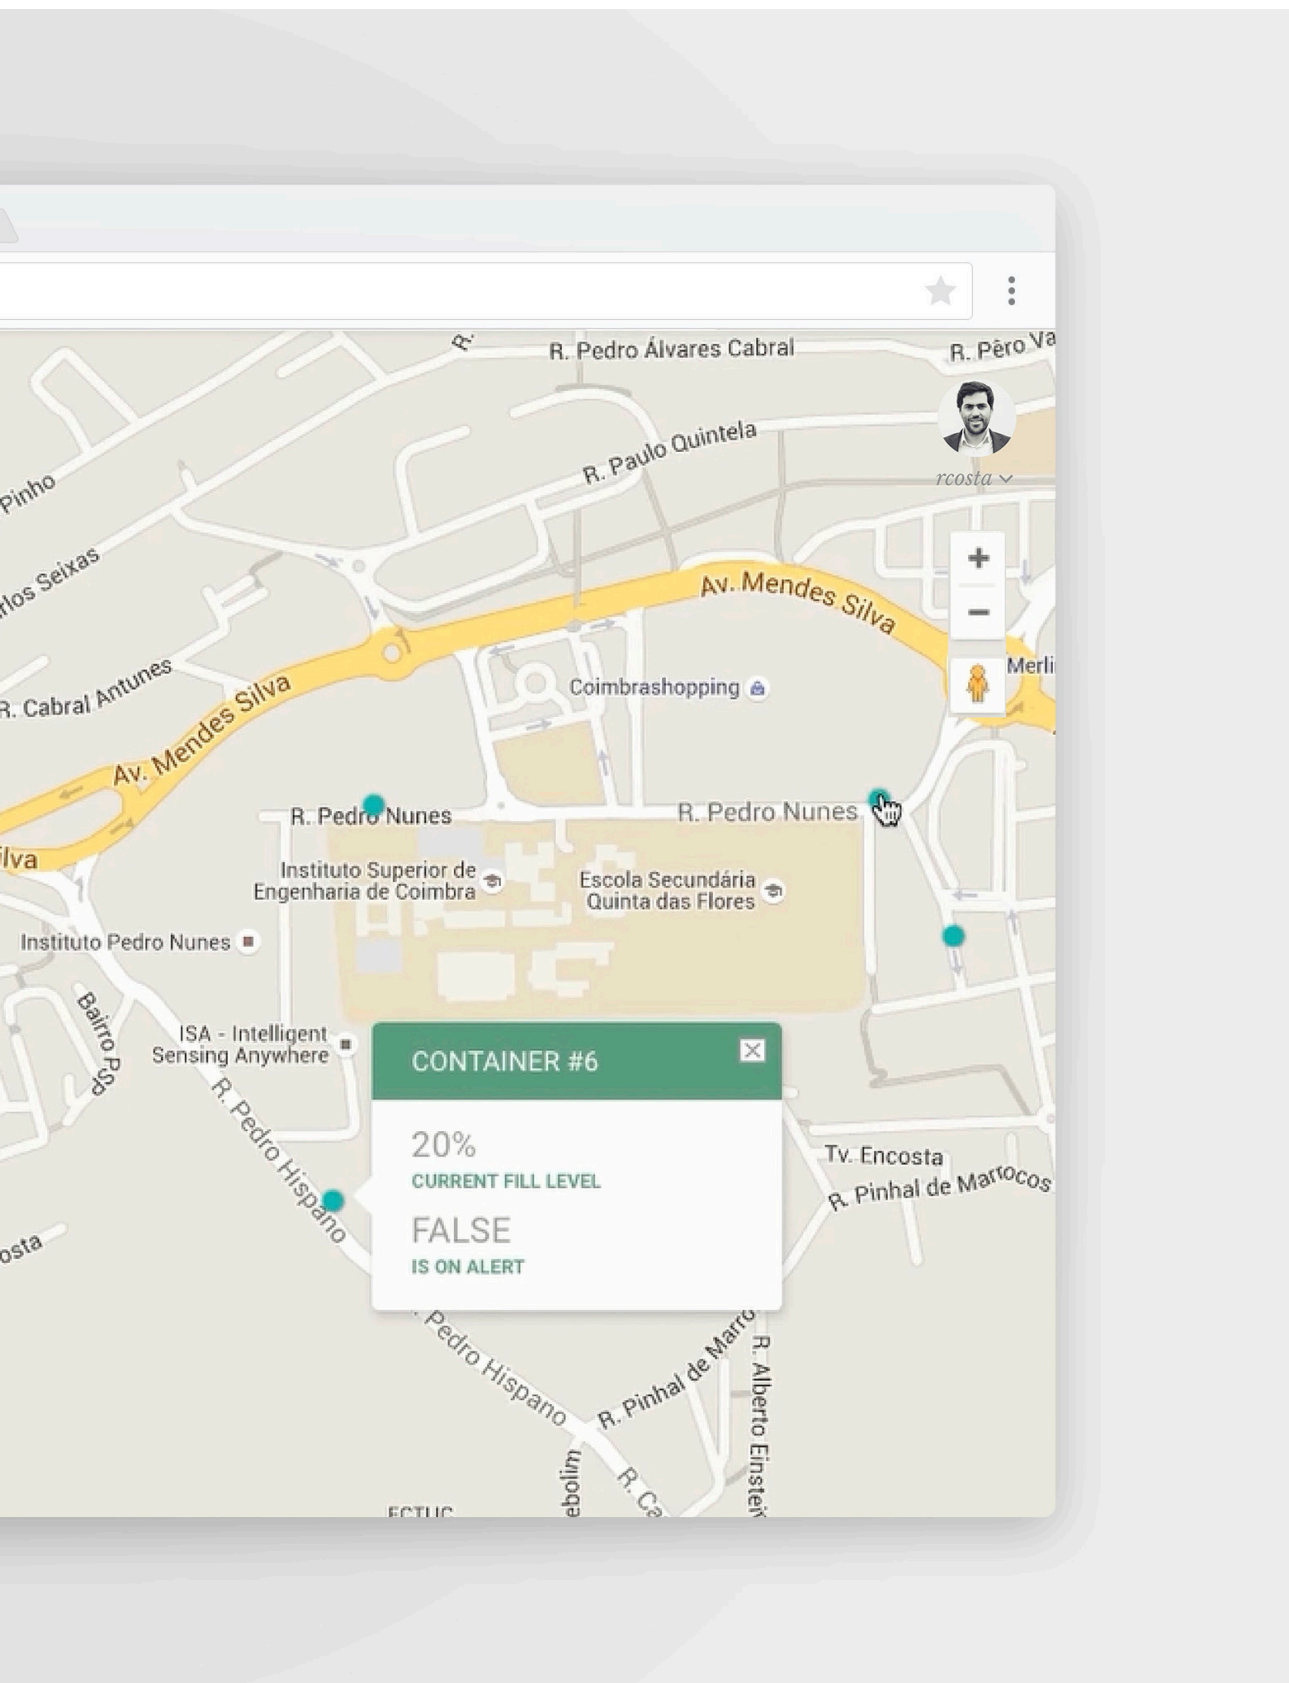 R.
R. Pedro Álvares Cabral
R. Pêro Va
rcosta
R. Paulo Quintela
Pinho
rlos Seixas
+
−
Av. Mendes Silva
Merli
Coimbrashopping
R. Cabral Antunes
Av. Mendes Silva
R. Pedro Nunes
R. Pedro Nunes
ilva
Instituto Superior de
Engenharia de Coimbra
Escola Secundária
Quinta das Flores
Instituto Pedro Nunes
Bairro PSP
ISA - Intelligent
Sensing Anywhere
R. Pedro Hispano
CONTAINER #6
20%
CURRENT FILL LEVEL
FALSE
IS ON ALERT
Tv. Encosta
R. Pinhal de Marrocos
osta
Pedro Hispano
R. Pinhal de Marro
R. Alberto Einstei
ebolim
R. Ca
FCTUC